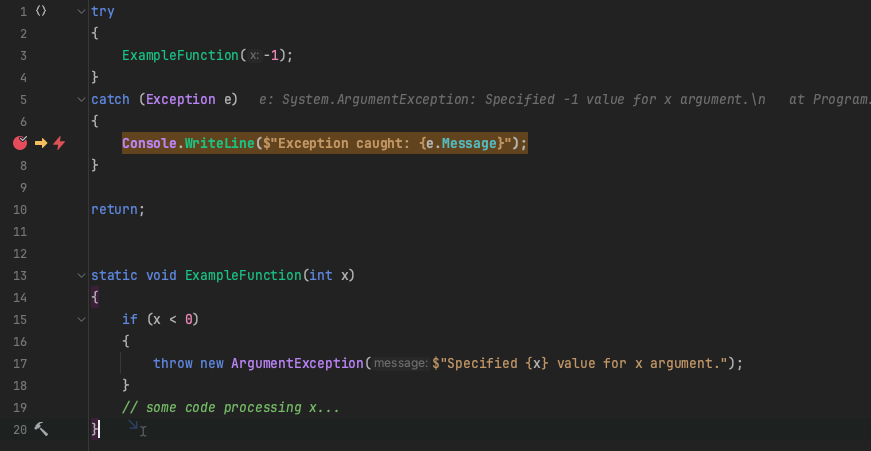 1 try
2 {
3 ExampleFunction(x:-1);
4 }
5 catch (Exception e) e: System.ArgumentException: Specified -1 value for x argument.\n at Program.
6 {
Console.WriteLine($"Exception caught: {e.Message}");
8 }
9
10 return;
11
12
13 static void ExampleFunction(int x)
14 {
15 if (x < 0)
16 {
17 throw new ArgumentException(message:$"Specified {x} value for x argument.");
18 }
19 // some code processing x...
20 }